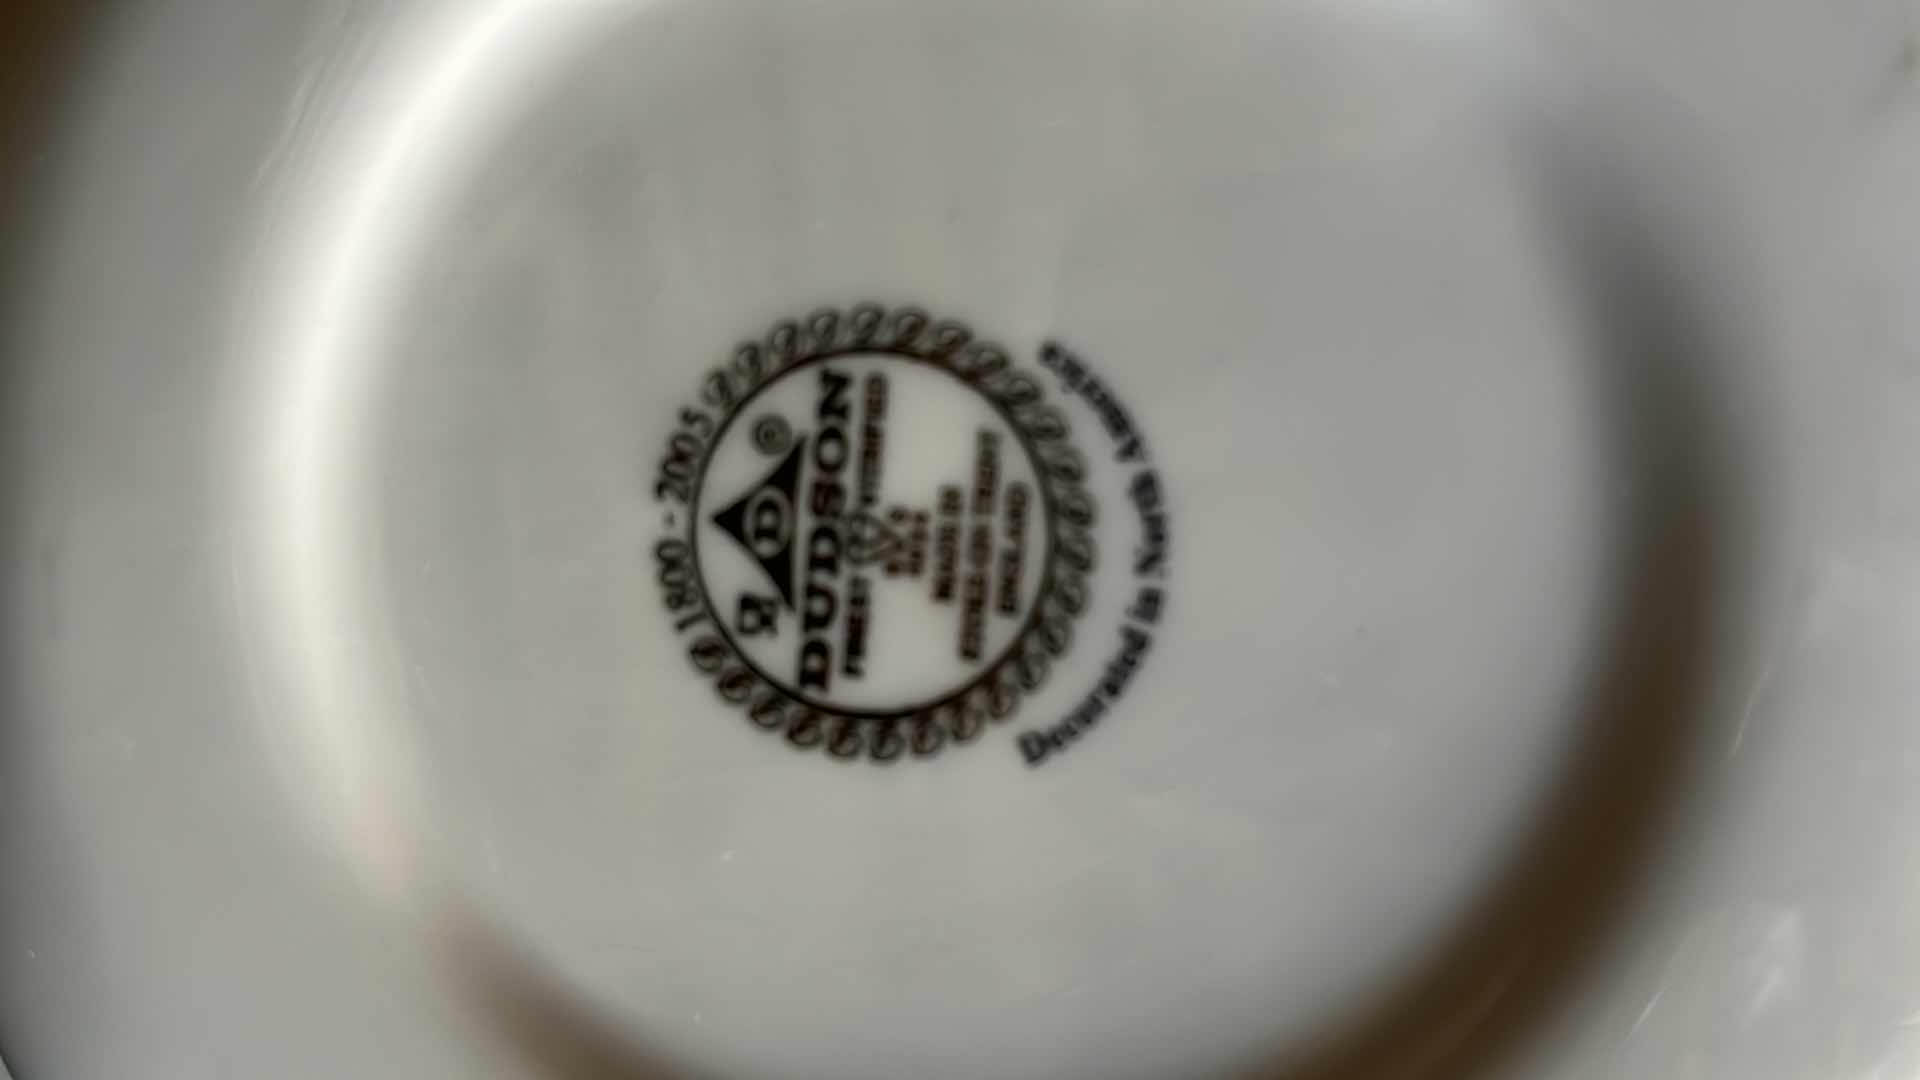 1800 - 2005
©
D
DUDSON
FINEST VITRIFIED
MADE IN
STOKE-ON-TRENT
ENGLAND
Decorated in North America